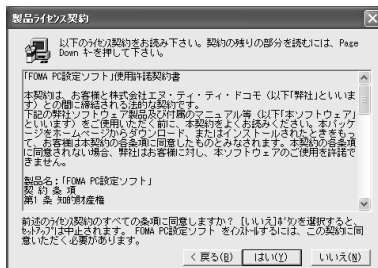 製品ライセンス契約
以下のライセンス契約をお読み下さい。契約の残りの部分を読むには、Page
Down キーを押して下さい。
「FOMA PC設定ソフト」使用許諾契約書
本契約は、お客様と株式会社エヌ・ティ・ティ・ドコモ(以下「弊社」といいま
す)との間に締結される法的な契約です。
下記の弊社ソフトウェア製品及び付属のマニュアル等(以下「本ソフトウェア」
といいます)をご使用いただく前に、本契約をよくお読みください。本パッケ
ージをホームページからダウンロード、またはインストールされたときをもっ
て、お客様は本契約の各条項に同意したものとみなされます。本契約の各条項
に同意されない場合、弊社はお客様に対し、本ソフトウェアのご使用を許諾で
きません。
製品名:「FOMA PC設定ソフト」
契 約 条 項
第1 条 知的財産権
前述のライセンス契約のすべての条項に同意しますか? [いいえ]ボタンを選択すると、
セットアップは中止されます。 FOMA PC設定ソフト をインストールするには、この契約に同
意いただく必要があります。
< 戻る(B) はい(Y) いいえ(N)